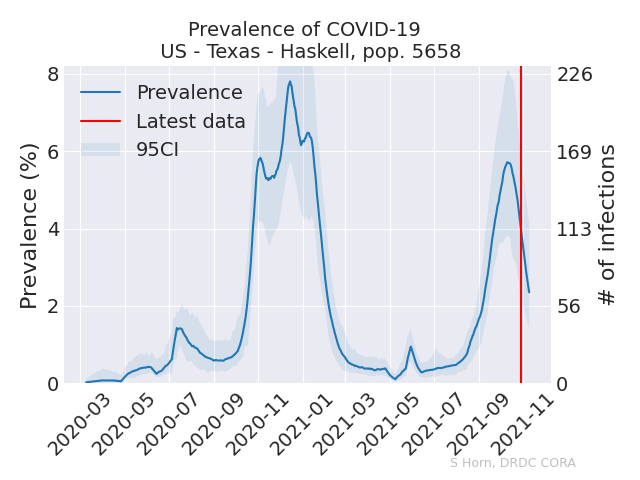 Prevalence of COVID-19
US - Texas - Haskell, pop. 5658
Prevalence (%)
8
6
4
2
0
Prevalence
Latest data
95CI
226
169
113
56
0
# of infections
2020-03
2020-05
2020-07
2020-09
2020-11
2021-01
2021-03
2021-05
2021-07
2021-09
2021-11
S Horn, DRDC CORA